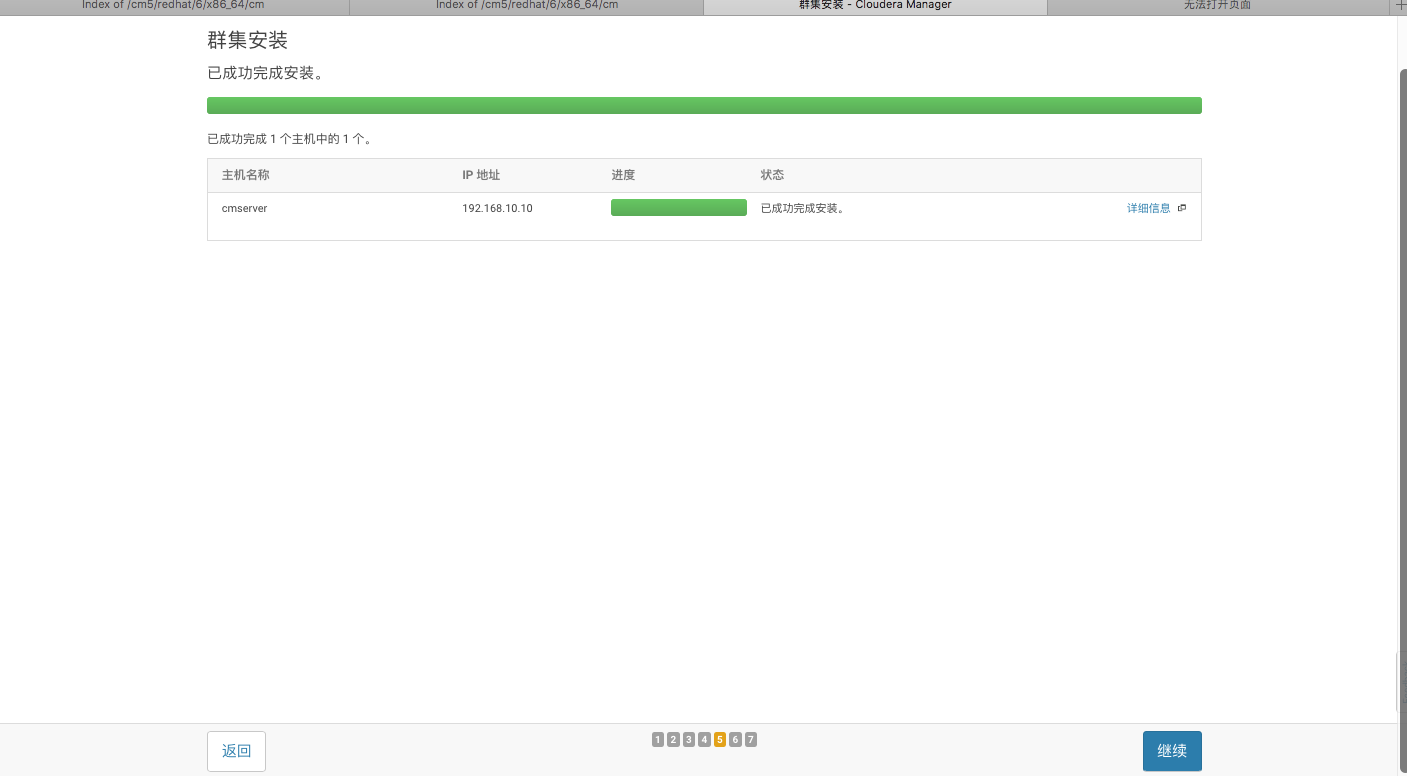 Index of /cm5/redhat/6/x86_64/cm
Index of /cm5/redhat/6/x86_64/cm
群集安装 - Cloudera Manager
无法打开页面
群集安装
已成功完成安装。
已成功完成 1 个主机中的 1 个。
主机名称 IP 地址 进度 状态
cmserver 192.168.10.10 已成功完成安装。 详细信息
返回 1 2 3 4 5 6 7 继续